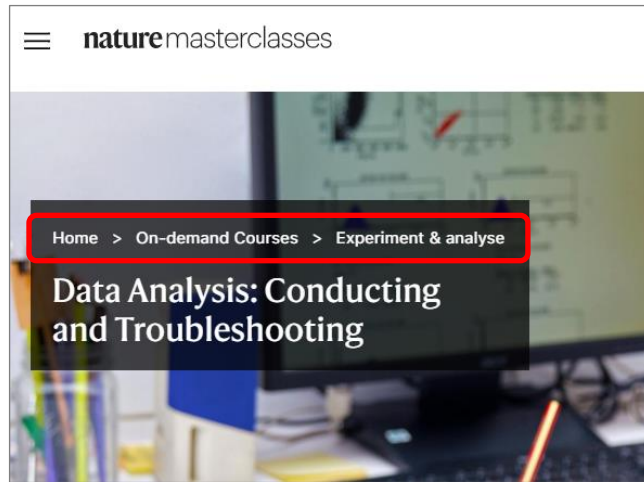 nature masterclasses
Home > On-demand Courses > Experiment & analyse
Data Analysis: Conducting
and Troubleshooting